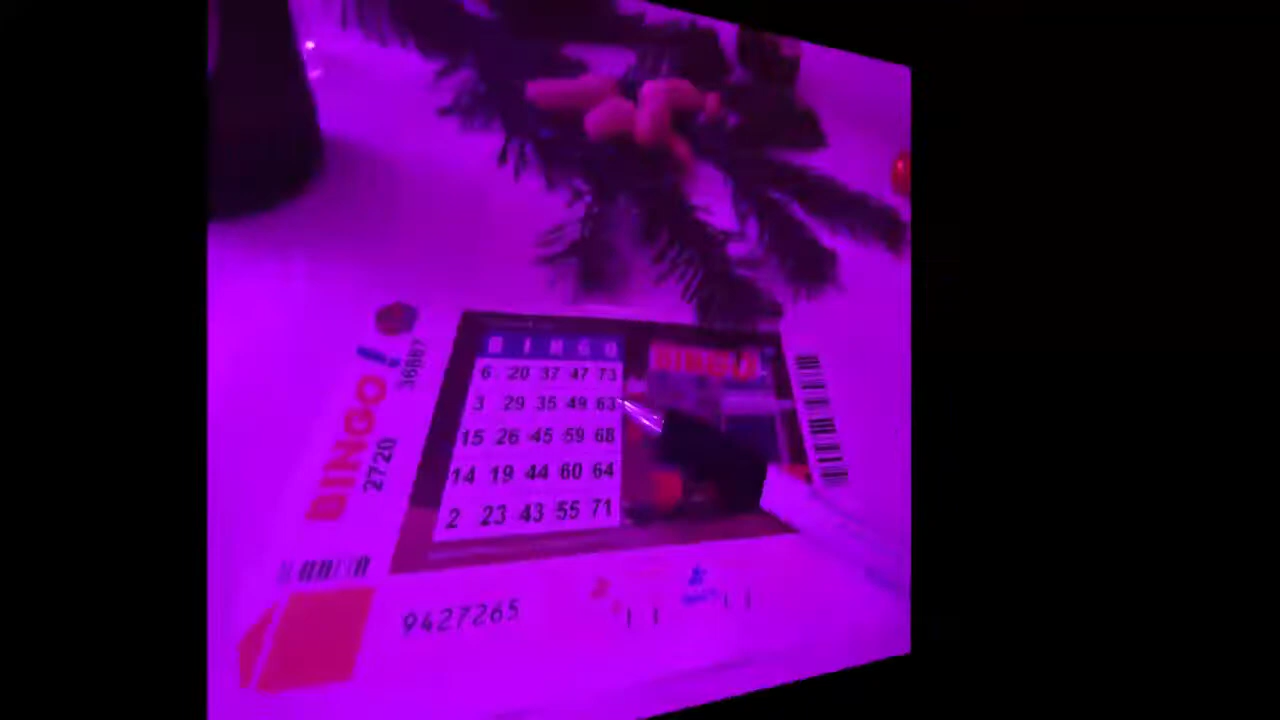 BINGO!
36867
2720
B I N G O
6 20 37 47 73
3 29 35 49 63
15 26 45 59 68
14 19 44 60 64
2 23 43 55 71
BINGO
9427265